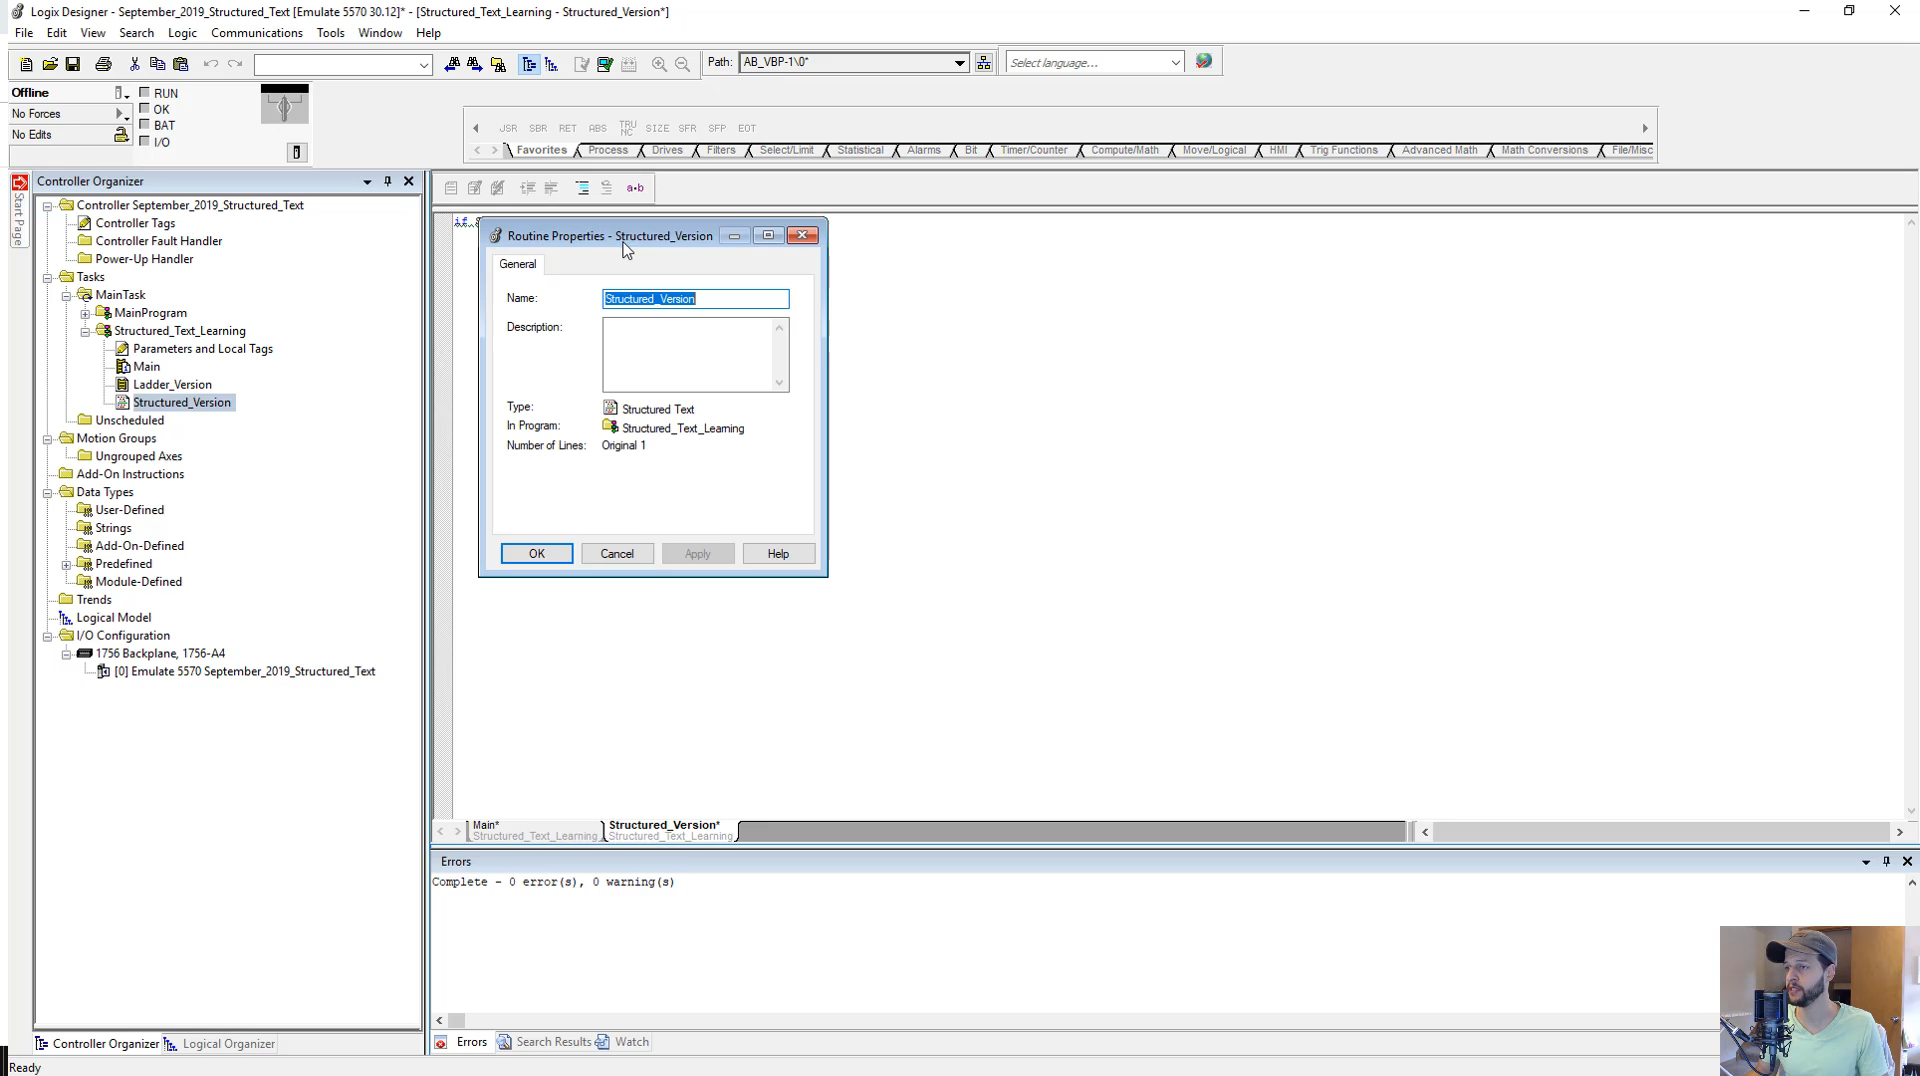 Logix Designer - September_2019_Structured_Text [Emulate 5570 30.12]* - [Structured_Text_Learning - Structured_Version*]
File Edit View Search Logic Communications Tools Window Help
Path: AB_VBP-1\0* Select language...
Offline RUN
No Forces OK
No Edits BAT
I/O
JSR SBR RET ABS TRUNC SIZE SFR SFP EOT
Favorites Process Drives Filters Select/Limit Statistical Alarms Bit Timer/Counter Compute/Math Move/Logical HMI Trig Functions Advanced Math Math Conversions File/Misc
Start Page
Controller Organizer
Controller September_2019_Structured_Text
Controller Tags
Controller Fault Handler
Power-Up Handler
Tasks
MainTask
MainProgram
Structured_Text_Learning
Parameters and Local Tags
Main
Ladder_Version
Structured_Version
Unscheduled
Motion Groups
Ungrouped Axes
Add-On Instructions
Data Types
User-Defined
Strings
Add-On-Defined
Predefined
Module-Defined
Trends
Logical Model
I/O Configuration
1756 Backplane, 1756-A4
[0] Emulate 5570 September_2019_Structured_Text
Controller Organizer Logical Organizer
a+b
if
Routine Properties - Structured_Version
General
Name: Structured_Version
Description:
Type: Structured Text
In Program: Structured_Text_Learning
Number of Lines: Original 1
OK Cancel Apply Help
Main* Structured_Version*
Structured_Text_Learning Structured_Text_Learning
Errors
Complete - 0 error(s), 0 warning(s)
Errors Search Results Watch
Ready